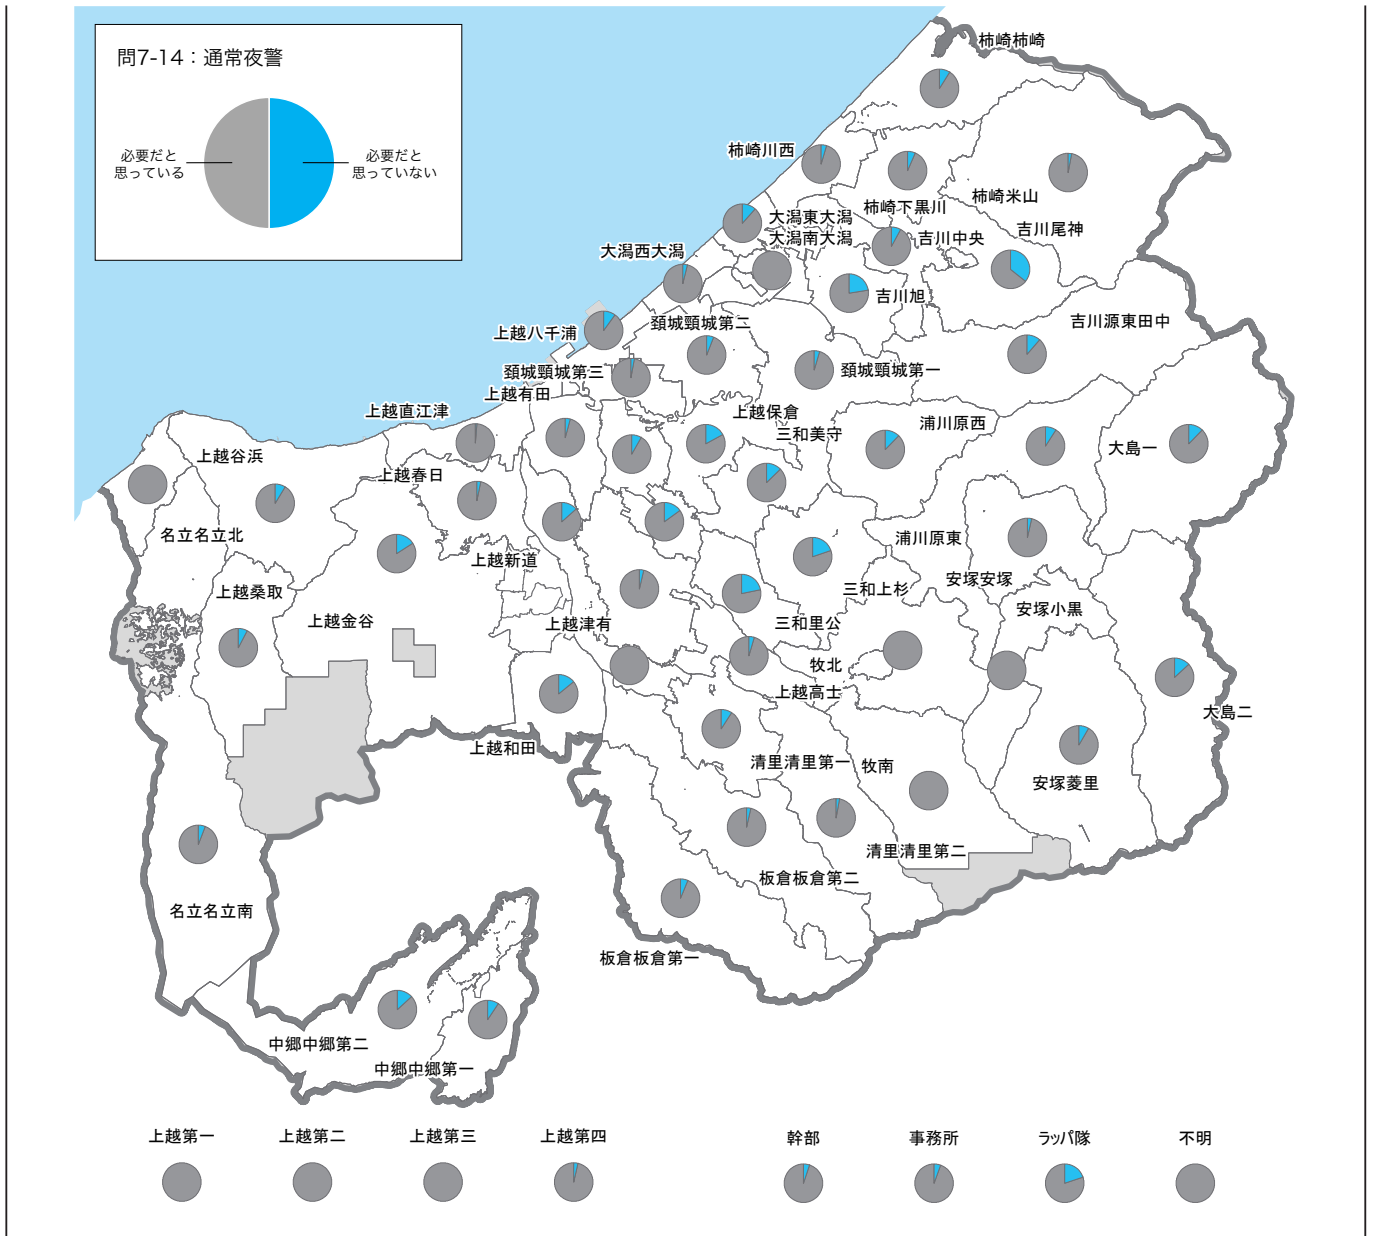 問7-14：通常夜警
必要だと
思っている
必要だと
思っていない
柿崎柿崎
柿崎川西
柿崎米山
柿崎下黒川
大潟東大潟
吉川尾神
大潟南大潟
吉川中央
大潟西大潟
吉川旭
吉川源東田中
頚城頸城第二
上越八千浦
頚城頸城第三
頚城頸城第一
上越有田
上越直江津
上越保倉
浦川原西
三和美守
大島一
上越谷浜
上越春日
名立名立北
浦川原東
上越新道
安塚安塚
上越桑取
三和上杉
安塚小黒
上越金谷
上越津有
三和里公
牧北
上越高士
大島二
上越和田
清里清里第一
牧南
安塚菱里
清里清里第二
板倉板倉第二
名立名立南
板倉板倉第一
中郷中郷第二
中郷中郷第一
上越第一
上越第二
上越第三
上越第四
幹部
事務所
ラッパ隊
不明